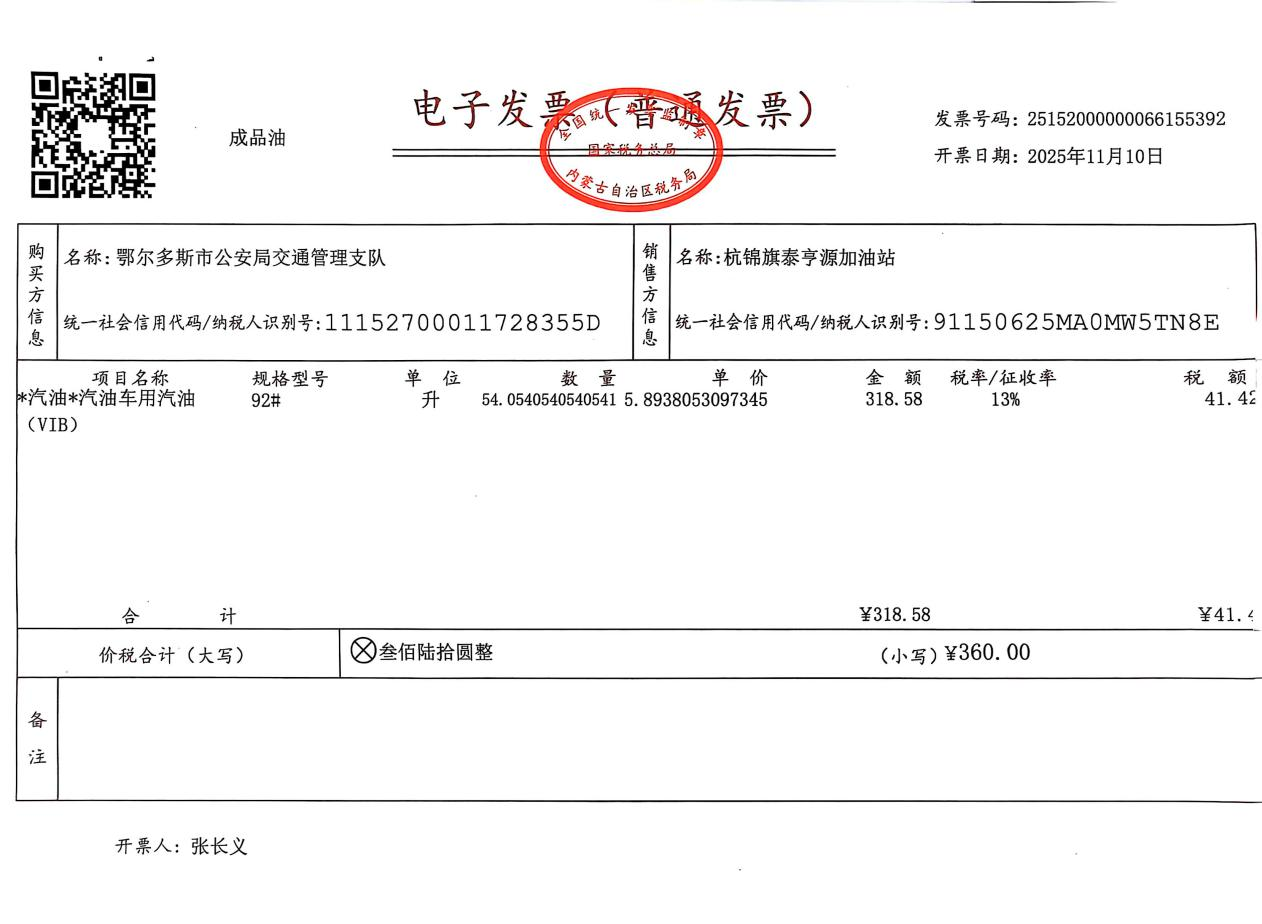 电子发票（普通发票）
成品油
全国统一发票监制章
国家税务总局
内蒙古自治区税务局
发票号码：25152000000066155392
开票日期：2025年11月10日
购买方信息
名称：鄂尔多斯市公安局交通管理支队
统一社会信用代码/纳税人识别号：11152700011728355D
销售方信息
名称：杭锦旗泰亨源加油站
统一社会信用代码/纳税人识别号：91150625MA0MW5TN8E
项目名称 规格型号 单位 数量 单价 金额 税率/征收率 税额
*汽油*汽油车用汽油 92# 升 54.0540540540541 5.8938053097345 318.58 13% 41.42
（VIB）
合计 ¥318.58 ¥41.4
价税合计（大写） 叁佰陆拾圆整 （小写）¥360.00
备注
开票人：张长义